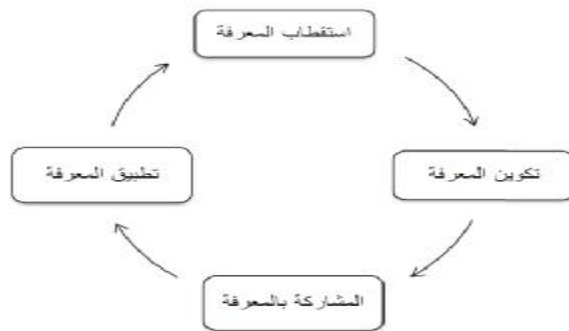 استقطاب المعرفة
تكوين المعرفة
المشاركة بالمعرفة
تطبيق المعرفة